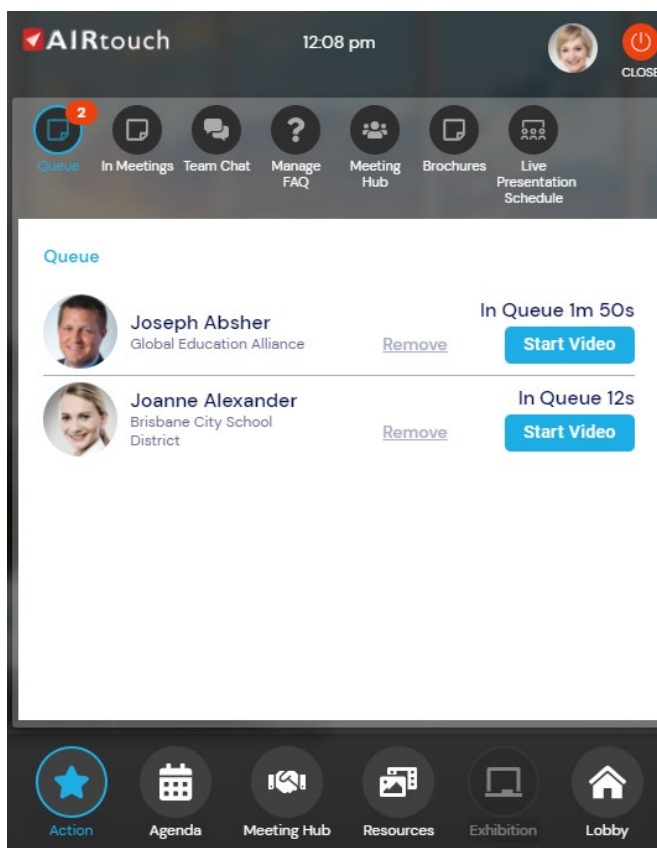 AIRtouch
12:08 pm
CLOSE
2
Queue
In Meetings
Team Chat
Manage
FAQ
Meeting
Hub
Brochures
Live
Presentation
Schedule
Queue
Joseph Absher
Global Education Alliance
Remove
In Queue 1m 50s
Start Video
Joanne Alexander
Brisbane City School
District
Remove
In Queue 12s
Start Video
Action
Agenda
Meeting Hub
Resources
Exhibition
Lobby